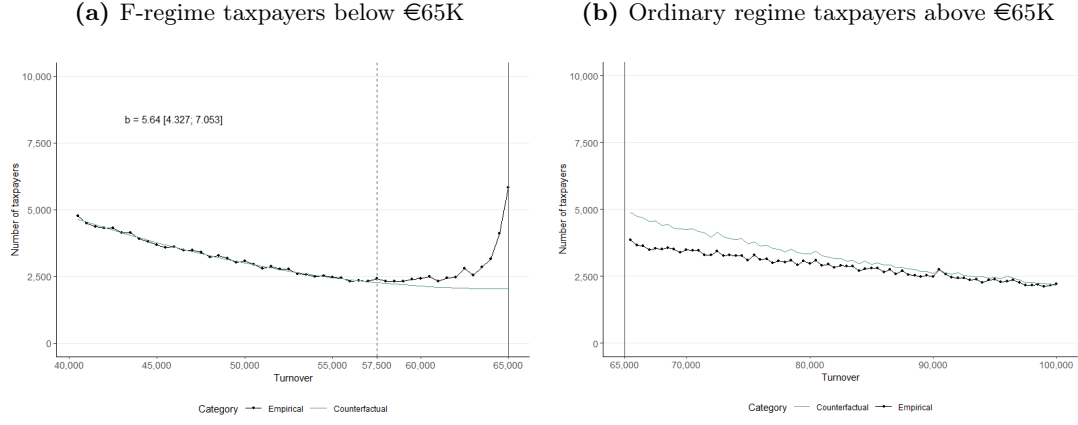 (a) F-regime taxpayers below €65K
10,000
7,500
5,000
2,500
0
Number of taxpayers
b = 5.64 [4.327; 7.053]
40,000 45,000 50,000 55,000 57,500 60,000 65,000
Turnover
Category Empirical Counterfactual
(b) Ordinary regime taxpayers above €65K
10,000
7,500
5,000
2,500
0
Number of taxpayers
65,000 70,000 80,000 90,000 100,000
Turnover
Category Counterfactual Empirical